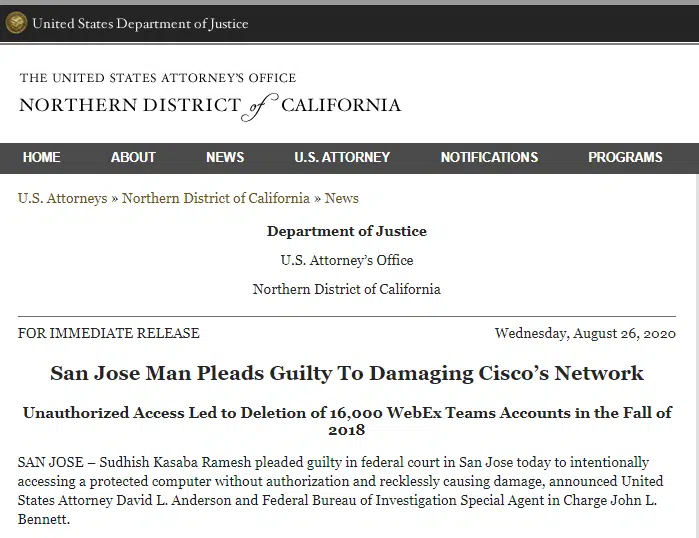 United States Department of Justice
THE UNITED STATES ATTORNEY'S OFFICE
NORTHERN DISTRICT of CALIFORNIA
HOME ABOUT NEWS U.S. ATTORNEY NOTIFICATIONS PROGRAMS
U.S. Attorneys » Northern District of California » News
Department of Justice
U.S. Attorney’s Office
Northern District of California
FOR IMMEDIATE RELEASE Wednesday, August 26, 2020
San Jose Man Pleads Guilty To Damaging Cisco’s Network
Unauthorized Access Led to Deletion of 16,000 WebEx Teams Accounts in the Fall of
2018
SAN JOSE – Sudhish Kasaba Ramesh pleaded guilty in federal court in San Jose today to intentionally
accessing a protected computer without authorization and recklessly causing damage, announced United
States Attorney David L. Anderson and Federal Bureau of Investigation Special Agent in Charge John L.
Bennett.